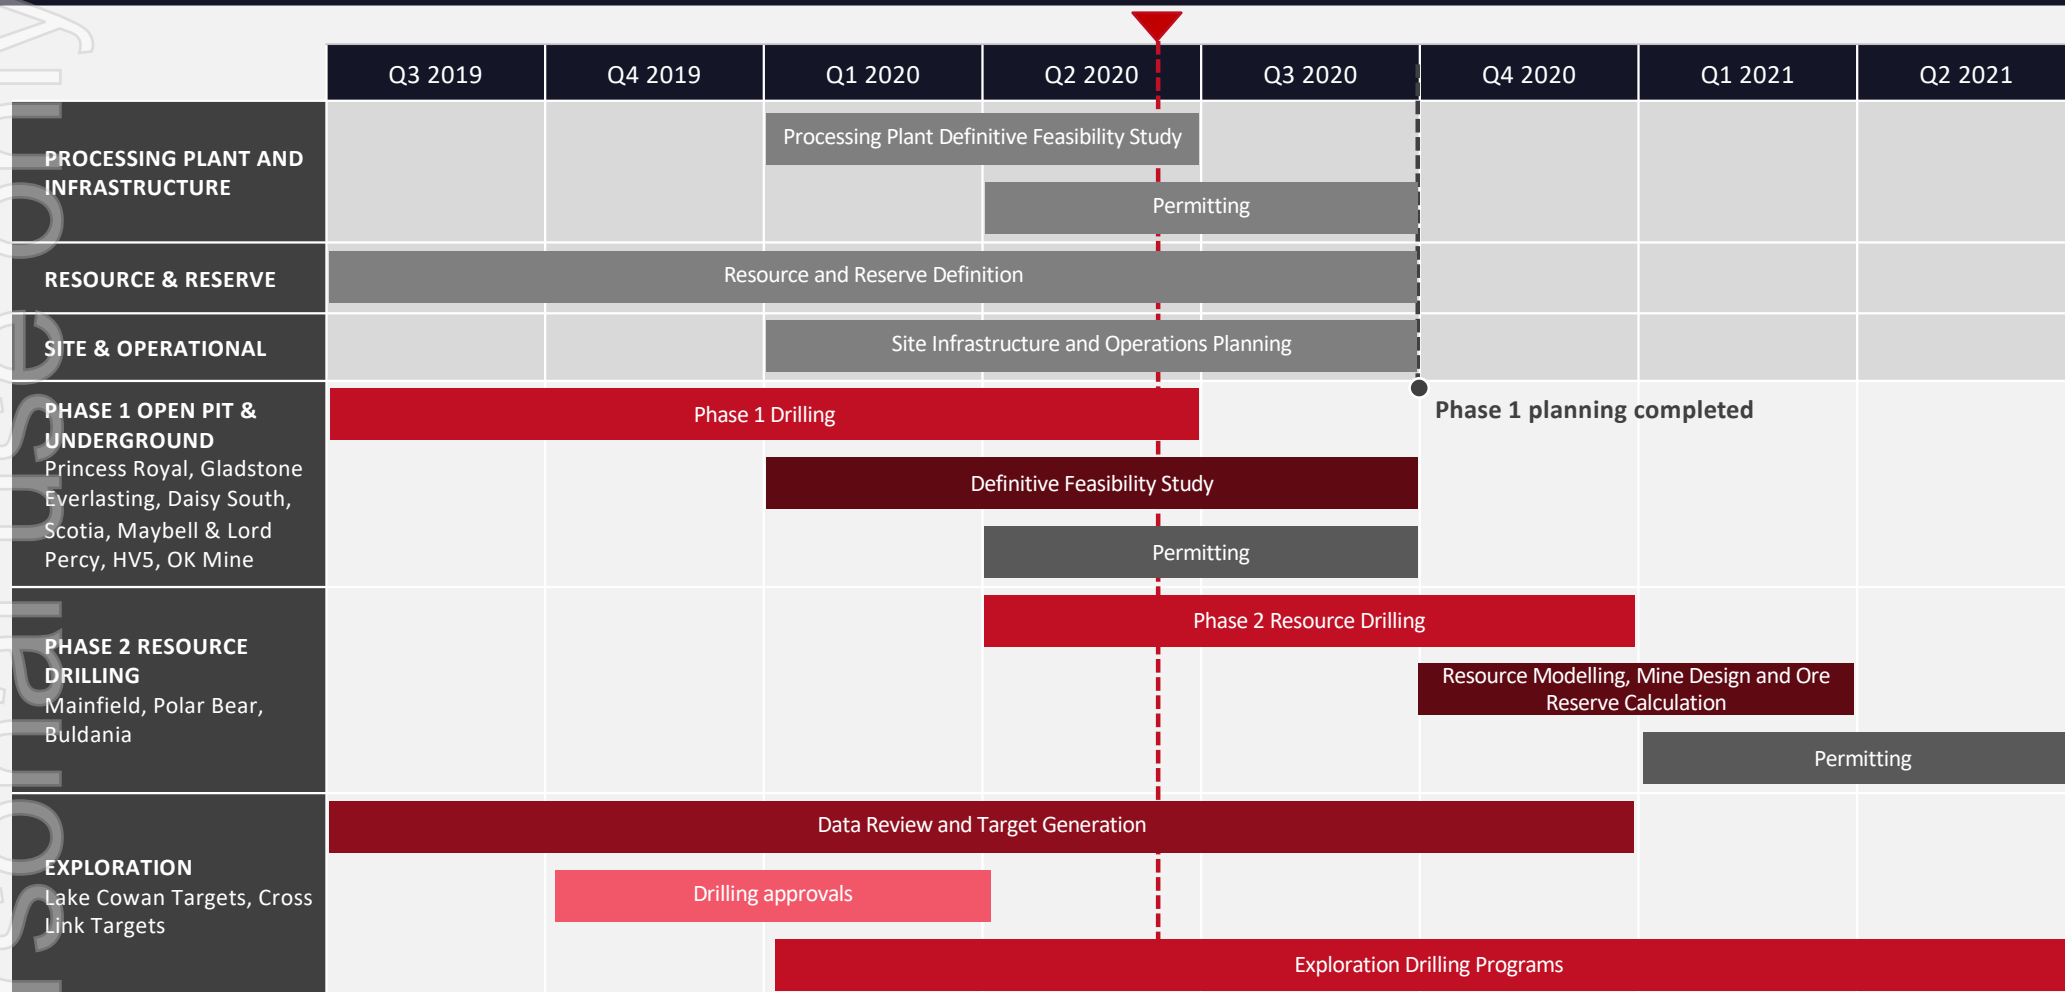 Q3 2019
Q4 2019
Q1 2020
Q2 2020
Q3 2020
Q4 2020
Q1 2021
Q2 2021
PROCESSING PLANT AND
INFRASTRUCTURE
Processing Plant Definitive Feasibility Study
Permitting
RESOURCE & RESERVE
Resource and Reserve Definition
SITE & OPERATIONAL
Site Infrastructure and Operations Planning
PHASE 1 OPEN PIT &
UNDERGROUND
Princess Royal, Gladstone
Everlasting, Daisy South,
Scotia, Maybell & Lord
Percy, HV5, OK Mine
Phase 1 Drilling
Phase 1 planning completed
Definitive Feasibility Study
Permitting
PHASE 2 RESOURCE
DRILLING
Mainfield, Polar Bear,
Buldania
Phase 2 Resource Drilling
Resource Modelling, Mine Design and Ore
Reserve Calculation
Permitting
EXPLORATION
Lake Cowan Targets, Cross
Link Targets
Data Review and Target Generation
Drilling approvals
Exploration Drilling Programs
sonal use only